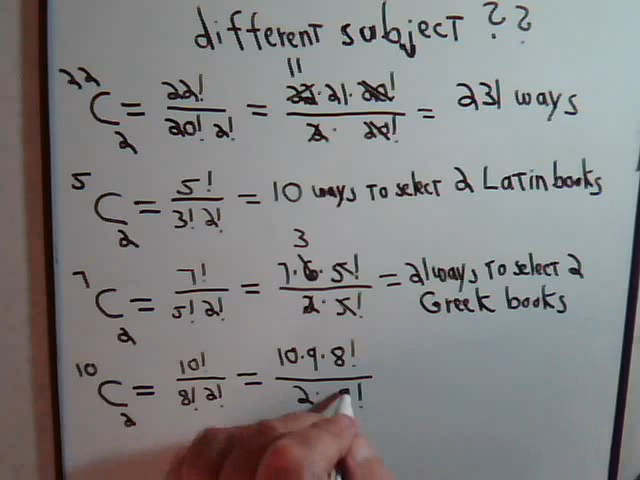 different subject ??
22C2 = 22!/20! 2! = 11 22·21·20!/2· 20! = 231 ways
5C2 = 5!/3! 2! = 10 ways to select 2 Latin books
7C2 = 7!/5! 2! = 3 7·6·5!/2·5! = 21 ways to select 2
Greek books
10C2 = 10!/8! 2! = 10·9·8!/2· !